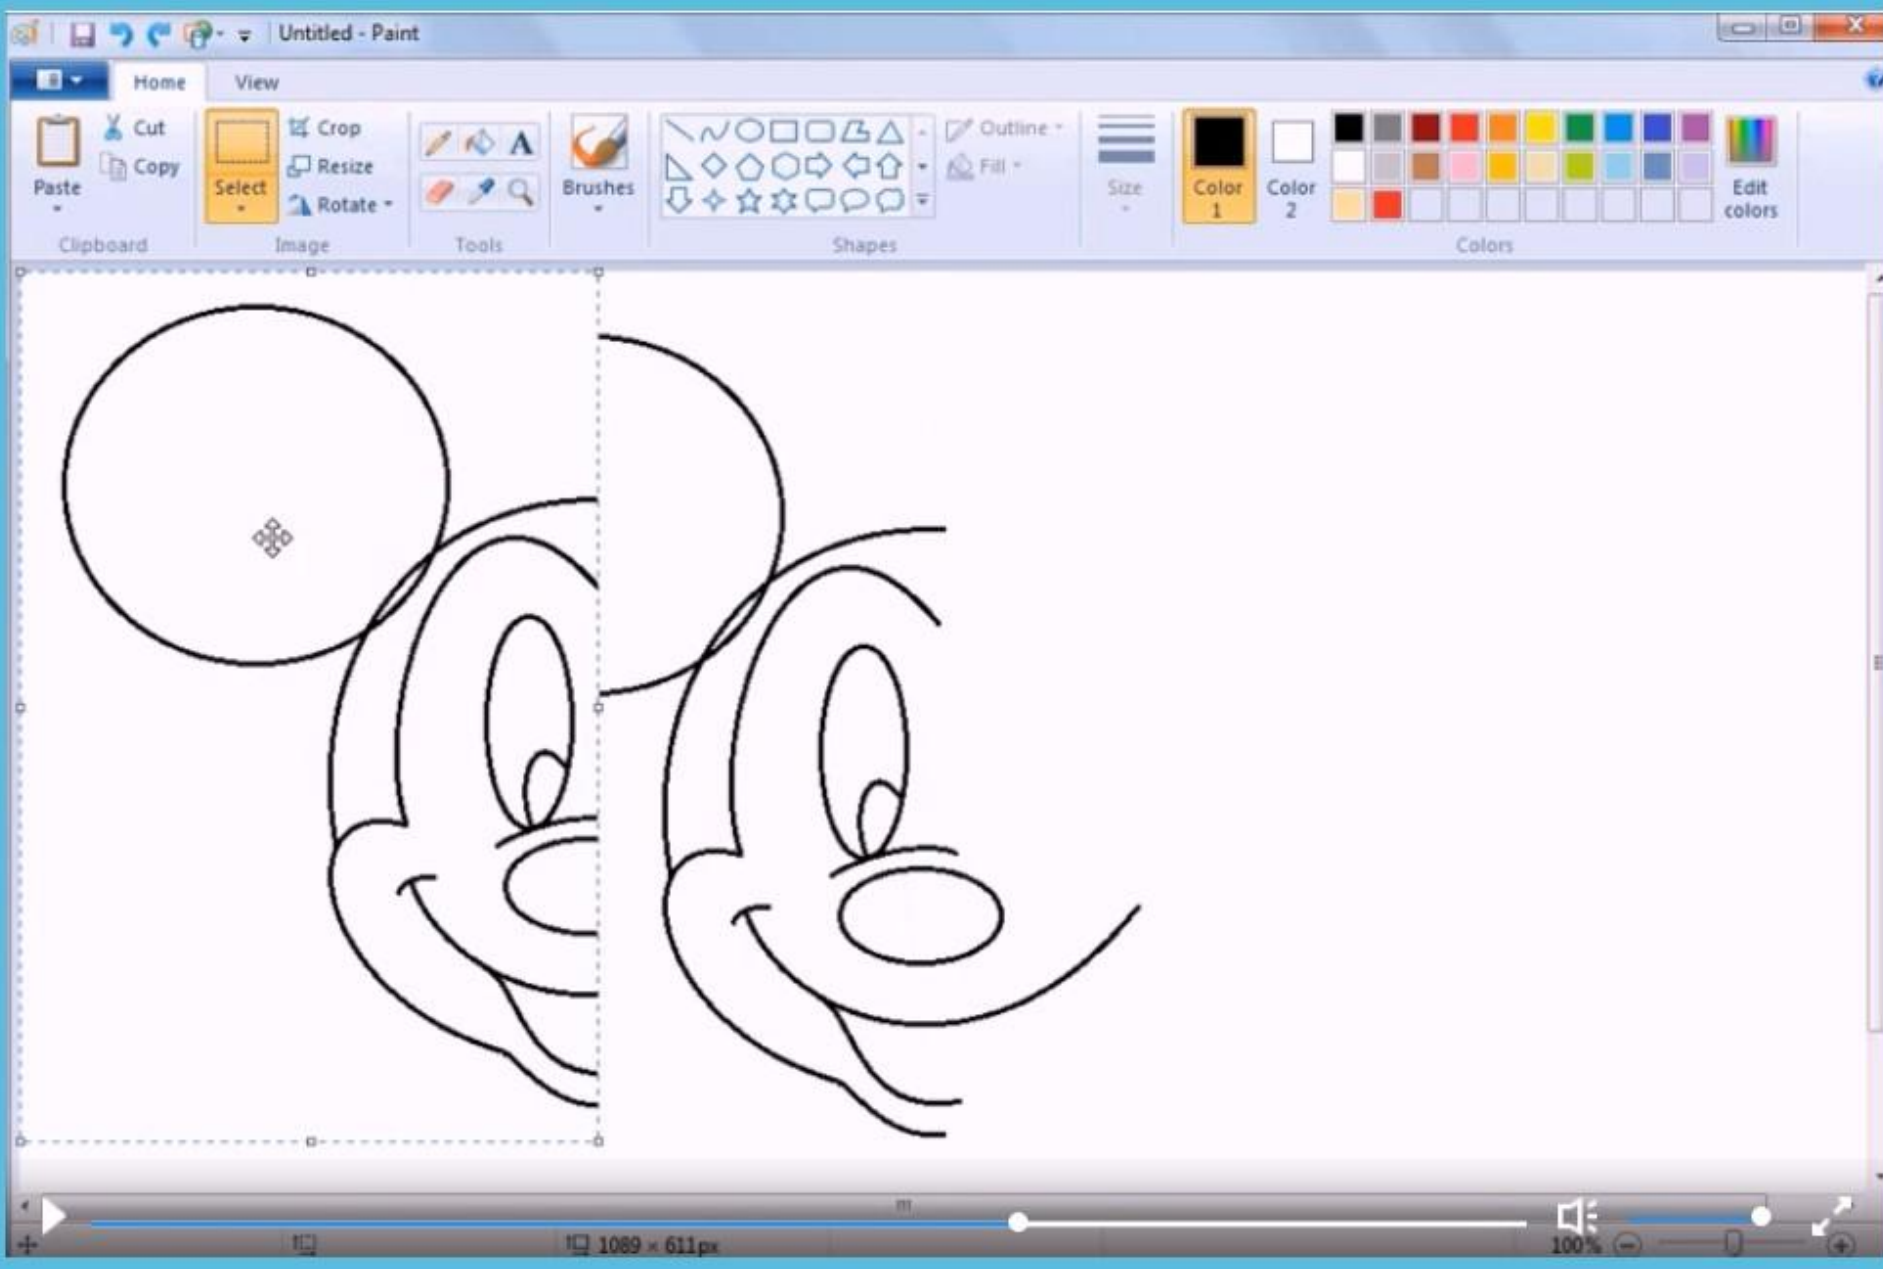 Untitled - Paint
Home View
Cut
Copy
Paste
Clipboard
Select
Crop
Resize
Rotate
Image
A
Tools
Brushes
Outline
Fill
Shapes
Size
Color
1
Color
2
Edit
colors
Colors
1089 × 611px
100%